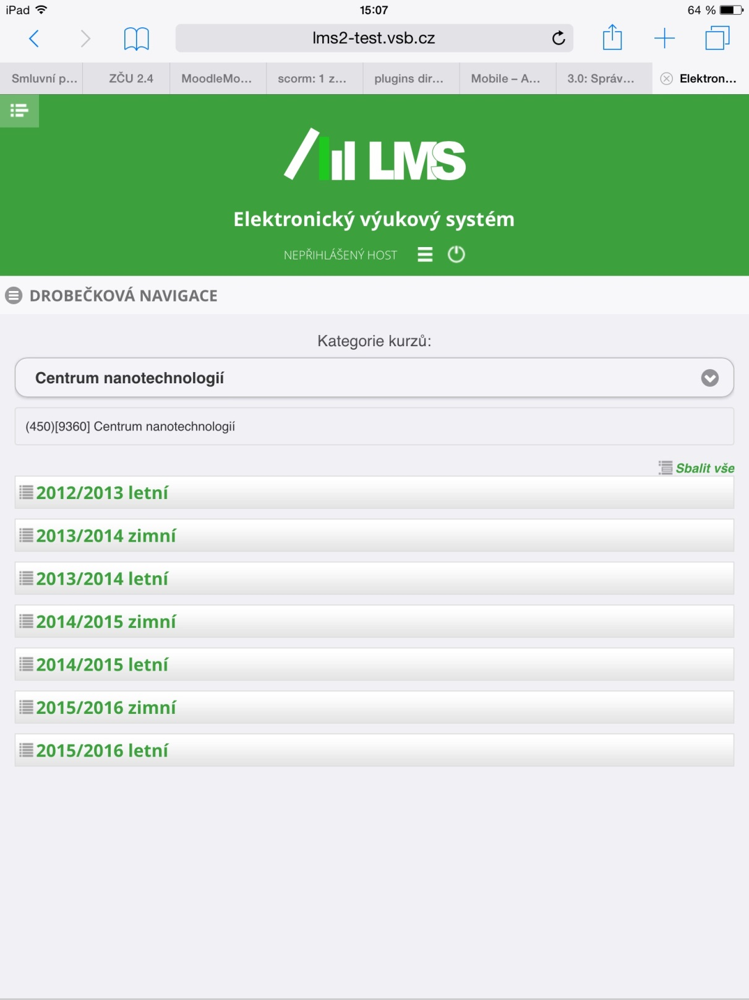 iPad 15:07 64 %
lms2-test.vsb.cz
Smluvní p... ZČU 2.4 MoodleMo... scorm: 1 z... plugins dir... Mobile – A... 3.0: Správ... Elektron...
LMS
Elektronický výukový systém
NEPŘIHLÁŠENÝ HOST
DROBEČKOVÁ NAVIGACE
Kategorie kurzů:
Centrum nanotechnologií
(450)[9360] Centrum nanotechnologií
Sbalit vše
2012/2013 letní
2013/2014 zimní
2013/2014 letní
2014/2015 zimní
2014/2015 letní
2015/2016 zimní
2015/2016 letní